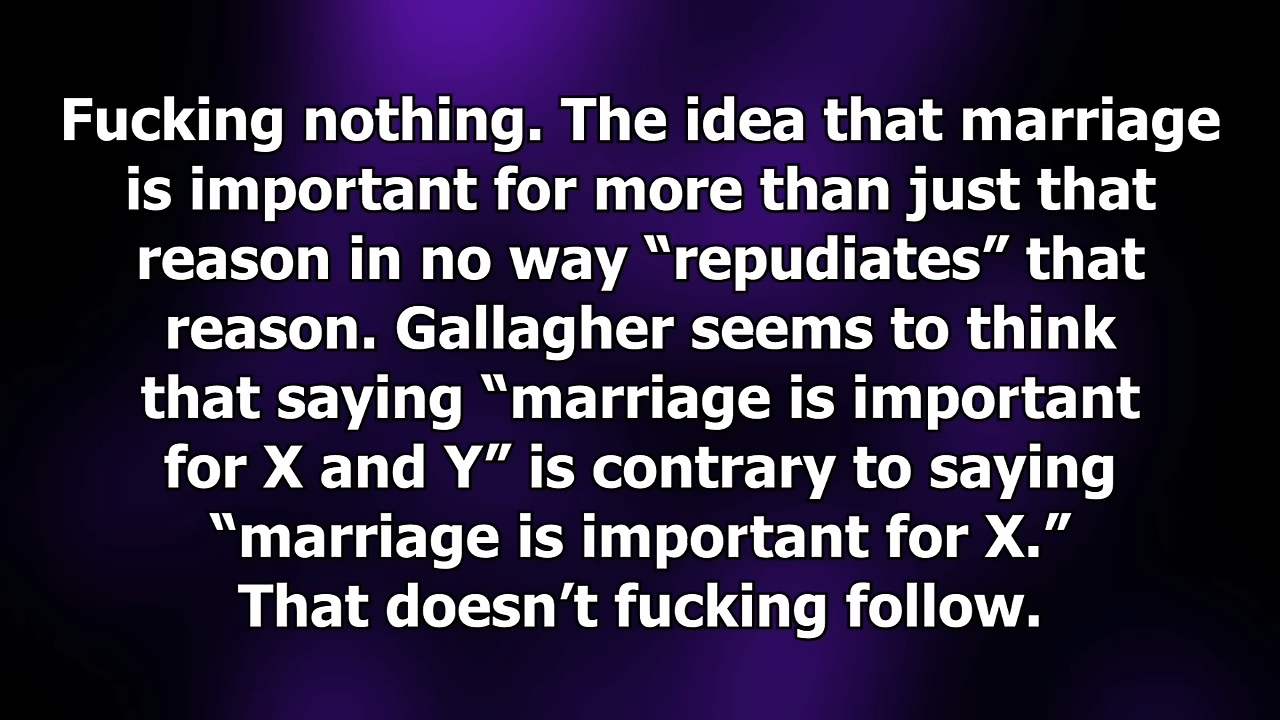 Fucking nothing. The idea that marriage
is important for more than just that
reason in no way “repudiates” that
reason. Gallagher seems to think
that saying “marriage is important
for X and Y” is contrary to saying
“marriage is important for X.”
That doesn’t fucking follow.